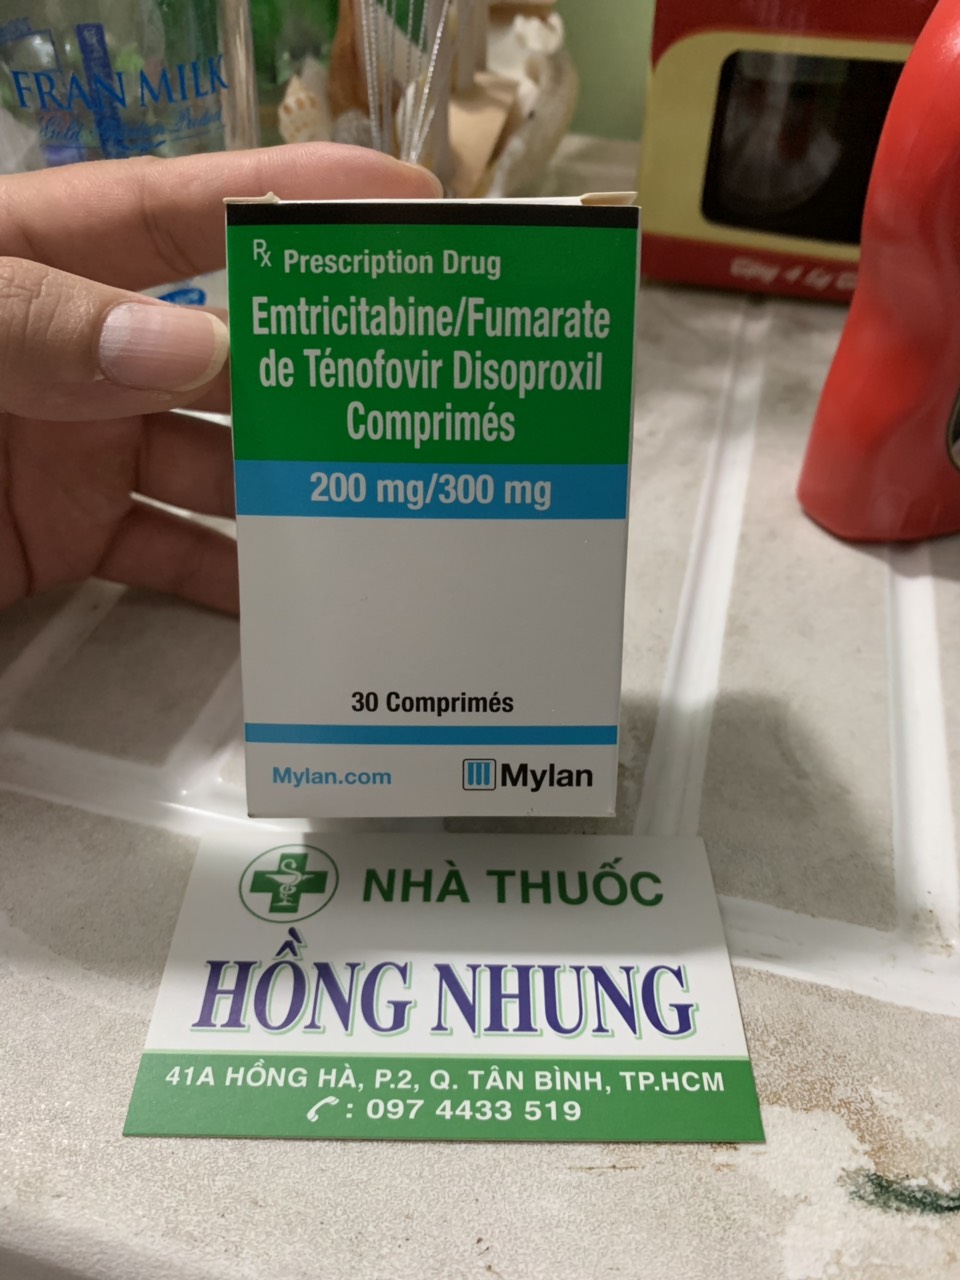 FRAN MILK
Rx Prescription Drug
Emtricitabine/Fumarate
de Ténofovir Disoproxil
Comprimés
200 mg/300 mg
30 Comprimés
Mylan.com
Mylan
NHÀ THUỐC
HỒNG NHUNG
41A HỒNG HÀ, P.2, Q. TÂN BÌNH, TP.HCM
: 097 4433 519